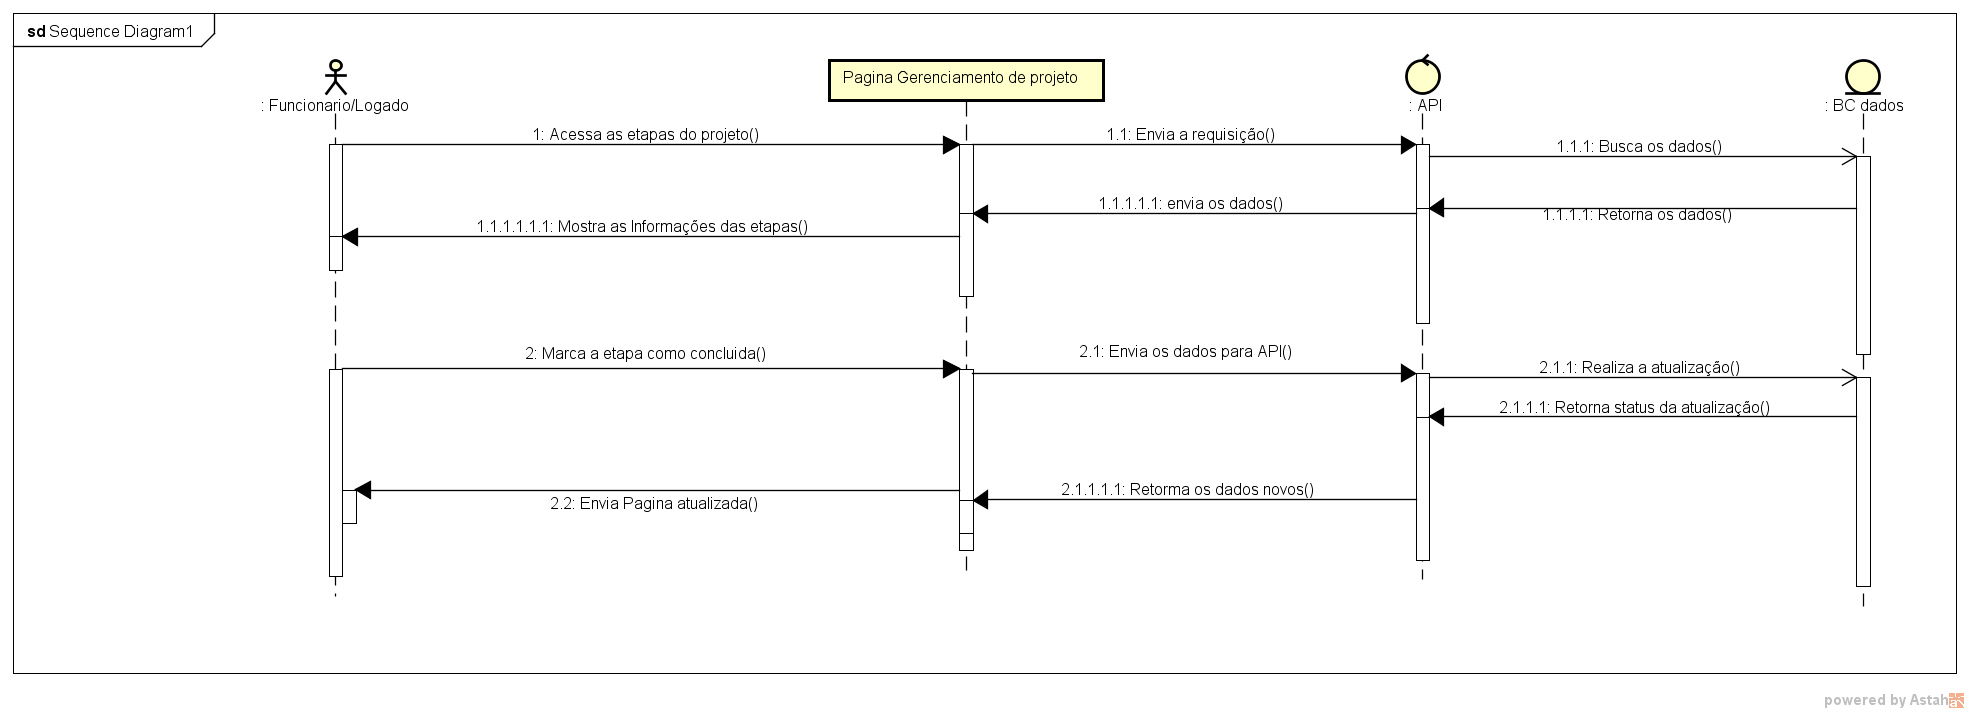 sd Sequence Diagram1
: Funcionario/Logado
Pagina Gerenciamento de projeto
: API
: BC dados
1: Acessa as etapas do projeto()
1.1: Envia a requisição()
1.1.1: Busca os dados()
1.1.1.1: Retorna os dados()
1.1.1.1.1: envia os dados()
1.1.1.1.1.1: Mostra as Informações das etapas()
2: Marca a etapa como concluida()
2.1: Envia os dados para API()
2.1.1: Realiza a atualização()
2.1.1.1: Retorna status da atualização()
2.1.1.1.1: Retorma os dados novos()
2.2: Envia Pagina atualizada()
powered by Astah